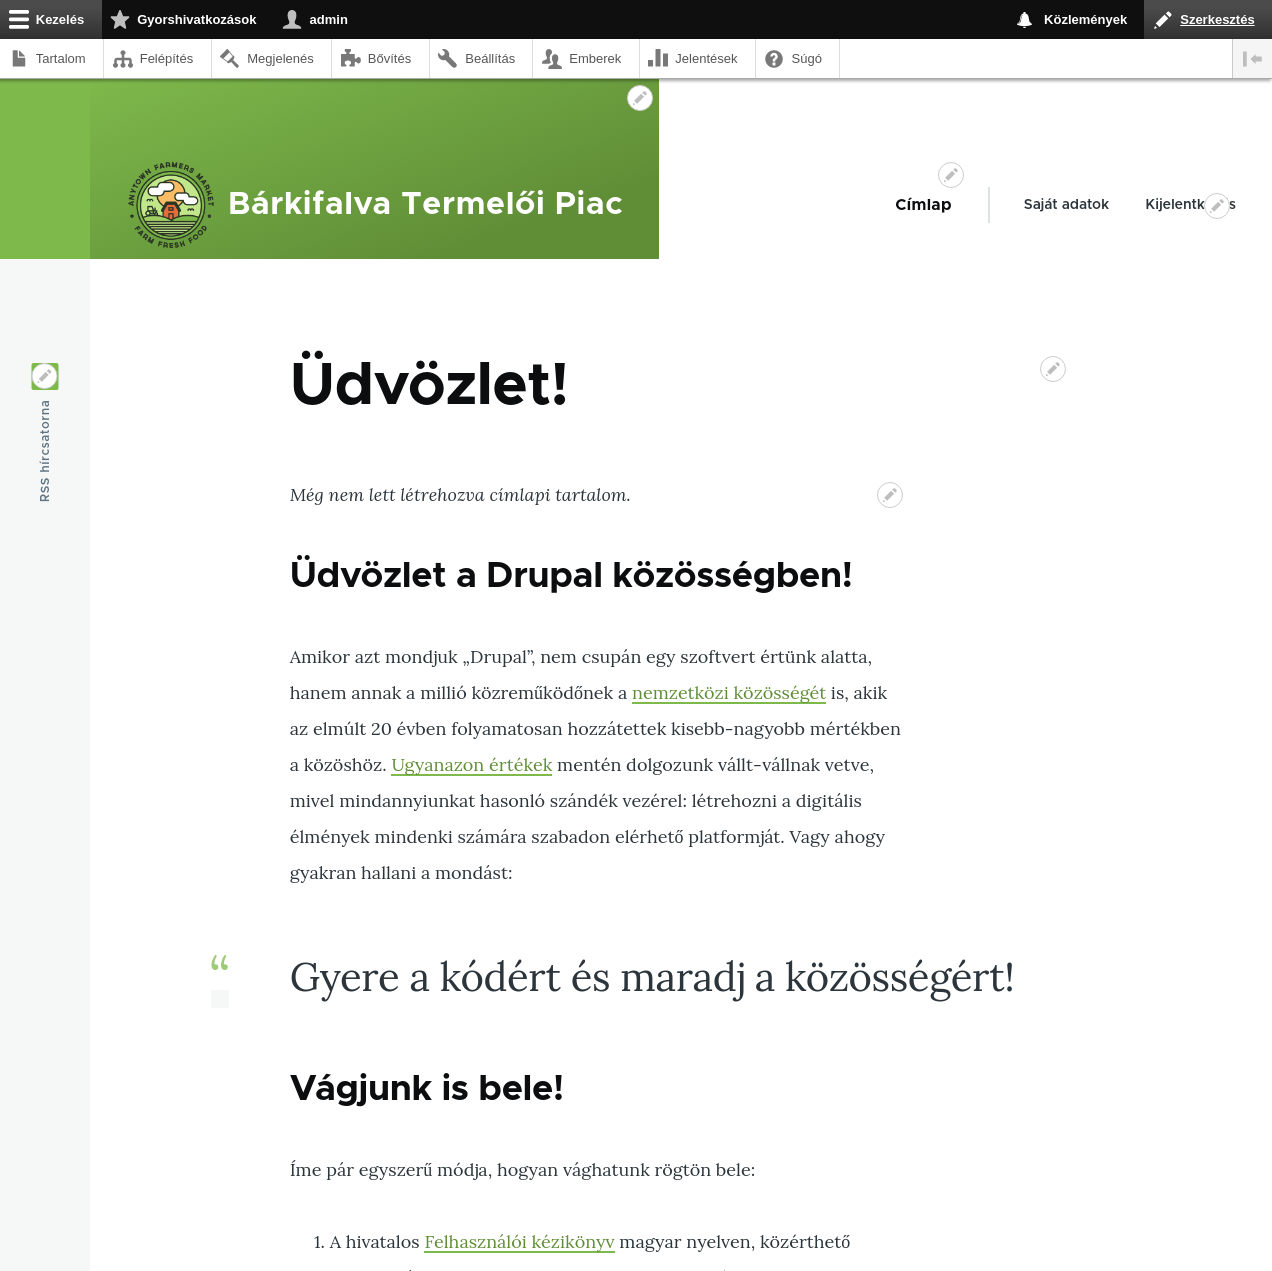 Kezelés Gyorshivatkozások admin Közlemények Szerkesztés
Tartalom Felépítés Megjelenés Bővítés Beállítás Emberek Jelentések Súgó
ANYTOWN FARMERS MARKET
FARM FRESH FOOD
Bárkifalva Termelői Piac
Címlap Saját adatok
RSS hírcsatorna
Üdvözlet!
Még nem lett létrehozva címlapi tartalom.
Üdvözlet a Drupal közösségben!
Amikor azt mondjuk „Drupal”, nem csupán egy szoftvert értünk alatta,
hanem annak a millió közreműködőnek a nemzetközi közösségét is, akik
az elmúlt 20 évben folyamatosan hozzátettek kisebb-nagyobb mértékben
a közöshöz. Ugyanazon értékek mentén dolgozunk vállt-vállnak vetve,
mivel mindannyiunkat hasonló szándék vezérel: létrehozni a digitális
élmények mindenki számára szabadon elérhető platformját. Vagy ahogy
gyakran hallani a mondást:
“
Gyere a kódért és maradj a közösségért!
Vágjunk is bele!
Íme pár egyszerű módja, hogyan vághatunk rögtön bele:
1. A hivatalos Felhasználói kézikönyv magyar nyelven, közérthető